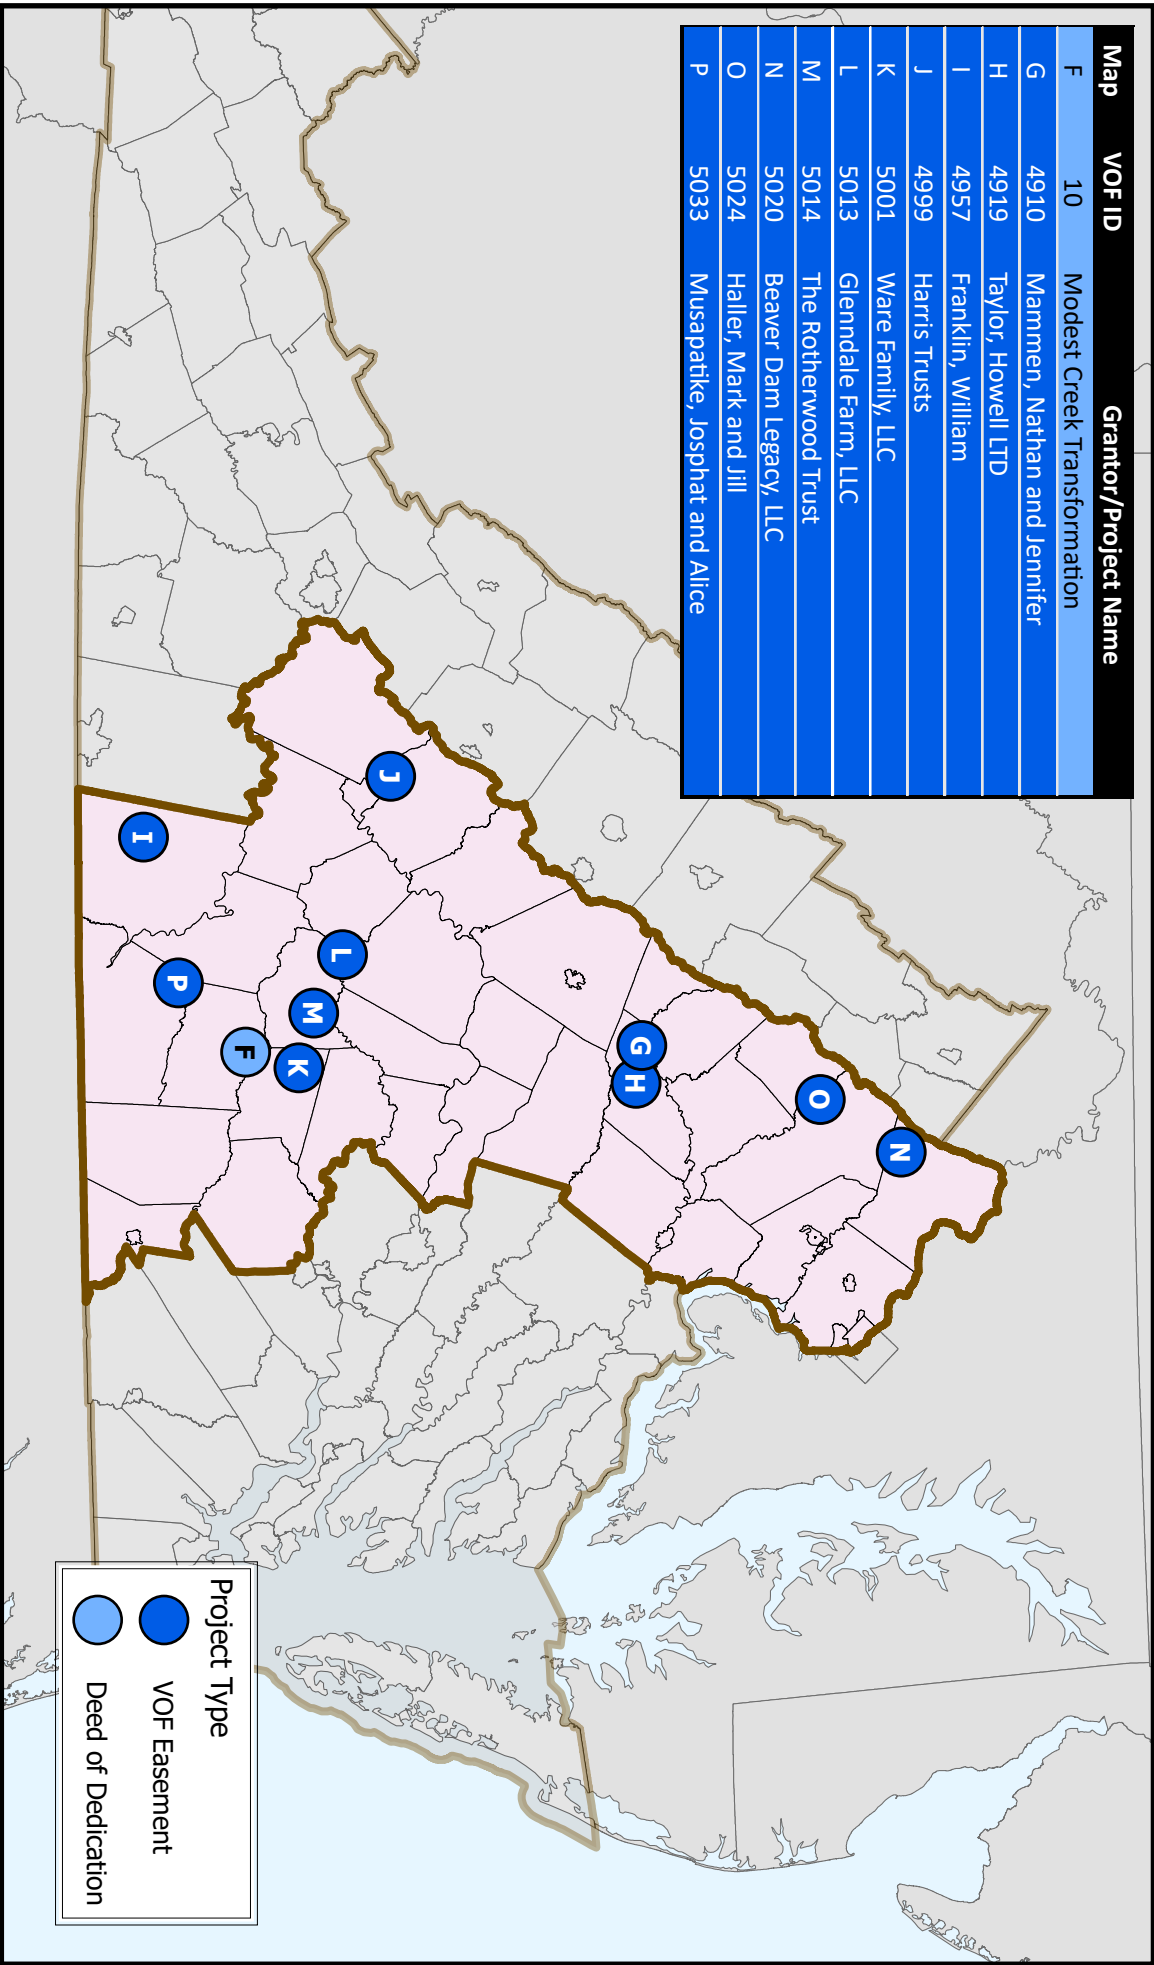 Map VOF ID Grantor/Project Name
F 10 Modest Creek Transformation
G 4910 Mammen, Nathan and Jennifer
H 4919 Taylor, Howell LTD
I 4957 Franklin, William
J 4999 Harris Trusts
K 5001 Ware Family, LLC
L 5013 Glenndale Farm, LLC
M 5014 The Rotherwood Trust
N 5020 Beaver Dam Legacy, LLC
O 5024 Haller, Mark and Jill
P 5033 Musapatike, Josphat and Alice
N
O
G
H
J
L
M
K
F
P
I
Project Type
VOF Easement
Deed of Dedication